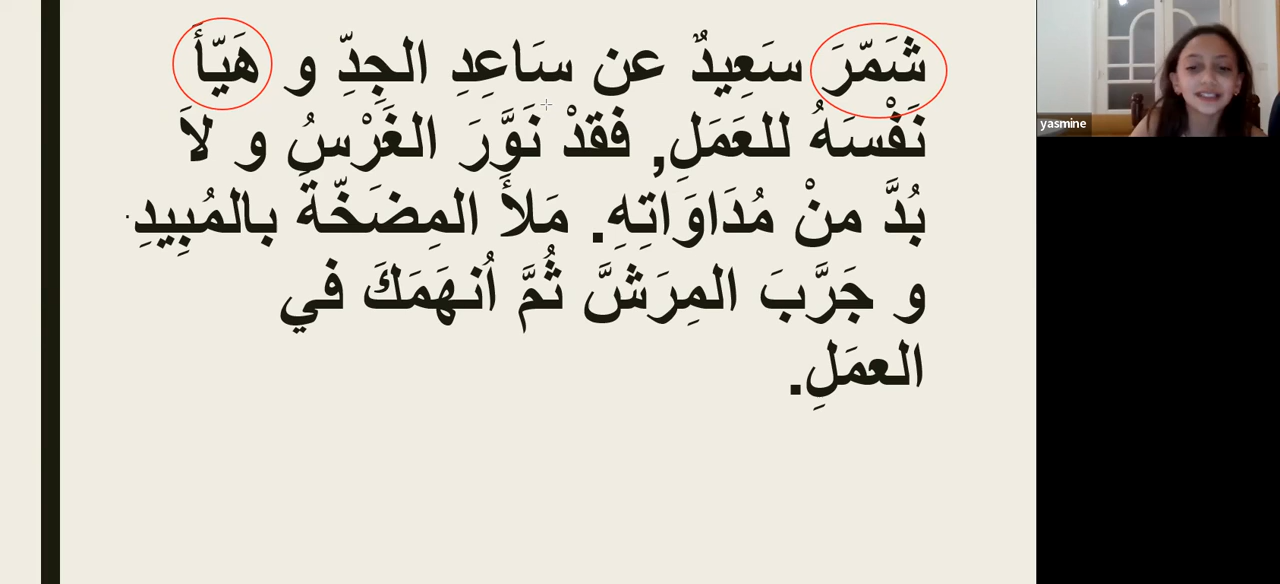 شَمّرَ سَعِيدٌ عن سَاعِدِ الجِدِّ و هَيّأَ
نَفْسَهُ للعَمَلِ, فقدْ نَوَّرَ الغَرْسُ و لاَ
بُدَّ منْ مُدَاوَاتِهِ. مَلأَ المِضَخّةَ بالمُبِيدِ
و جَرَّبَ المِرَشَّ ثُمَّ اُنهَمَكَ في
العمَلِ.
yasmine